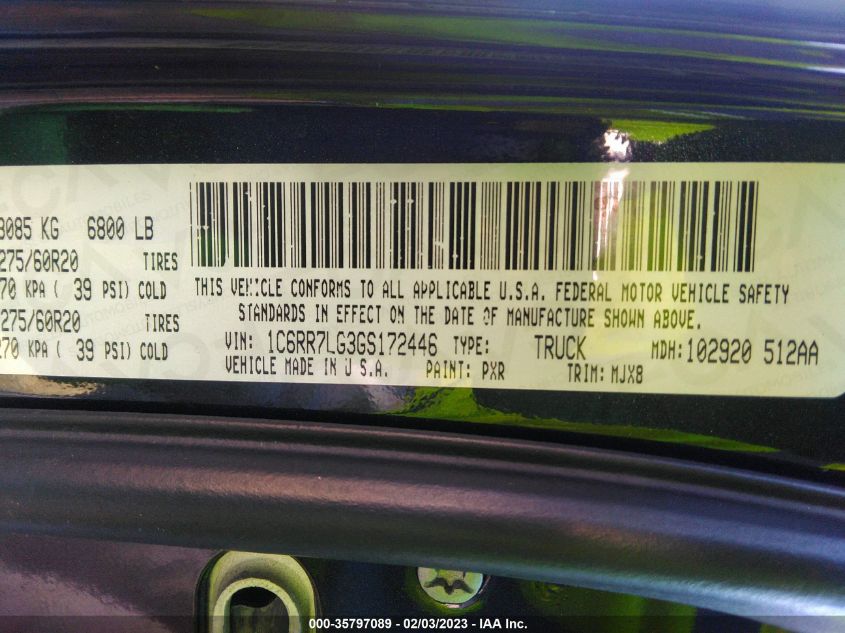 3085 KG 6800 LB
275/60R20 TIRES
70 KPA ( 39 PSI) COLD
275/60R20 TIRES
270 KPA ( 39 PSI) COLD
THIS VEHICLE CONFORMS TO ALL APPLICABLE U.S.A. FEDERAL MOTOR VEHICLE SAFETY
STANDARDS IN EFFECT ON THE DATE OF MANUFACTURE SHOWN ABOVE.
VIN: 1C6RR7LG3GS172446 TYPE: TRUCK MDH:102920 512AA
VEHICLE MADE IN U S.A. PAINT: PXR TRIM: MJX8
000-35797089 - 02/03/2023 - IAA Inc.